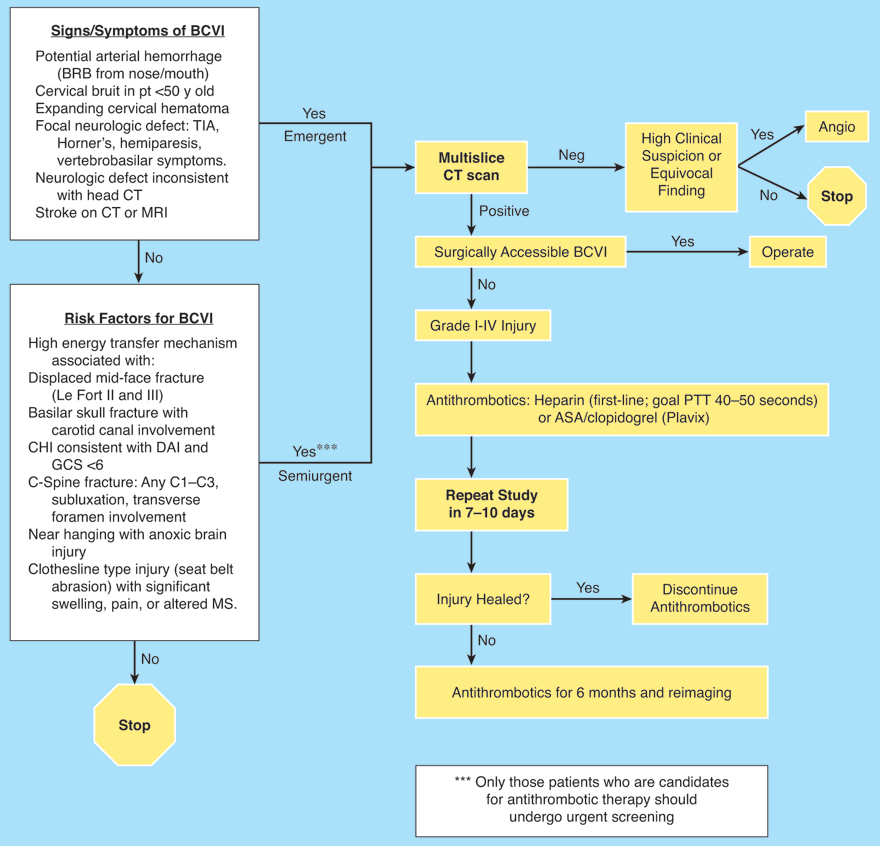 Signs/Symptoms of BCVI
Potential arterial hemorrhage
(BRB from nose/mouth)
Cervical bruit in pt <50 y old
Expanding cervical hematoma
Focal neurologic defect: TIA,
Horner's, hemiparesis,
vertebrobasilar symptoms.
Neurologic defect inconsistent
with head CT
Stroke on CT or MRI
Yes
Emergent
No
Risk Factors for BCVI
High energy transfer mechanism
associated with:
Displaced mid-face fracture
(Le Fort II and III)
Basilar skull fracture with
carotid canal involvement
CHI consistent with DAI and
GCS <6
C-Spine fracture: Any C1–C3,
subluxation, transverse
foramen involvement
Near hanging with anoxic brain
injury
Clothesline type injury (seat belt
abrasion) with significant
swelling, pain, or altered MS.
Yes***
Semiurgent
No
Stop
Multislice
CT scan
Neg
High Clinical
Suspicion or
Equivocal
Finding
Yes
Angio
No
Stop
Positive
Surgically Accessible BCVI
Yes
Operate
No
Grade I-IV Injury
Antithrombotics: Heparin (first-line; goal PTT 40–50 seconds)
or ASA/clopidogrel (Plavix)
Repeat Study
in 7–10 days
Injury Healed?
Yes
Discontinue
Antithrombotics
No
Antithrombotics for 6 months and reimaging
*** Only those patients who are candidates
for antithrombotic therapy should
undergo urgent screening